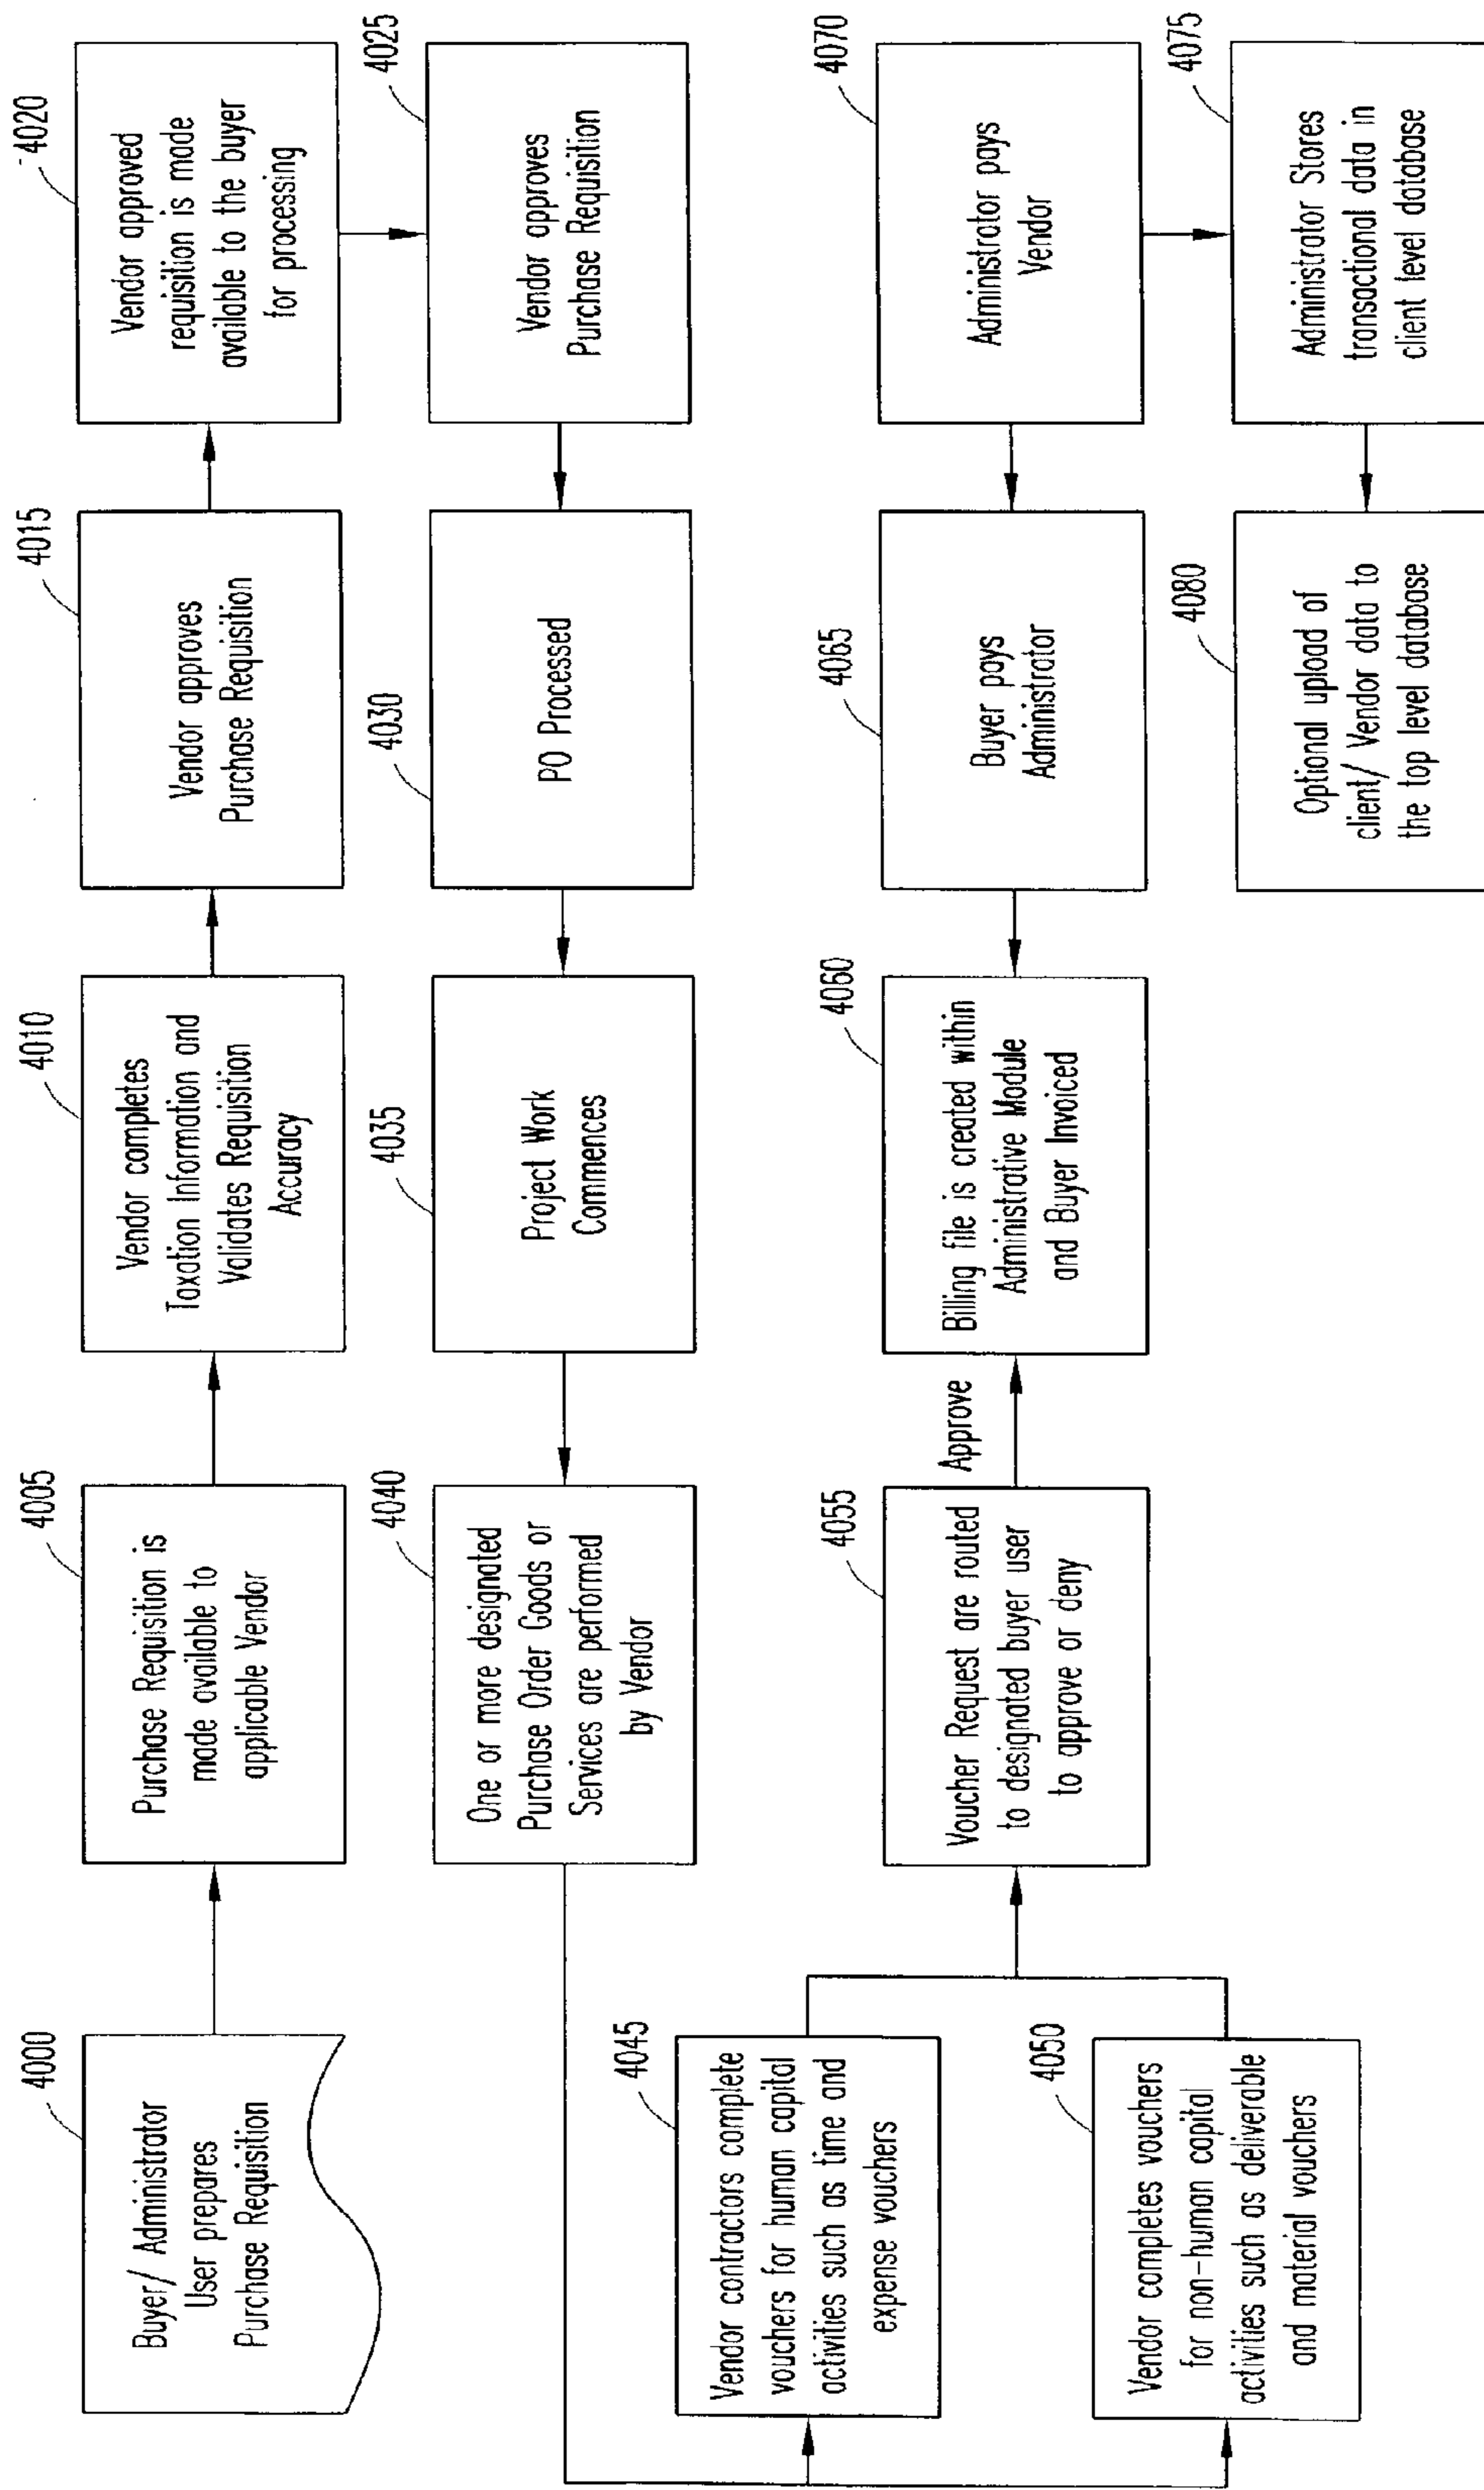 4000
Buyer/ Administrator
User prepares
Purchase Requisition
4005
Purchase Requisition is
made available to
applicable Vendor
4010
Vendor completes
Taxation Information and
Validates Requisition
Accuracy
4015
Vendor approves
Purchase Requisition
4020
Vendor approved
requisition is made
available to the buyer
for processing
4025
Vendor approves
Purchase Requisition
4030
PO Processed
4035
Project Work
Commences
4040
One or more designated
Purchase Order Goods or
Services are performed
by Vendor
4045
Vendor contractors complete
vouchers for human capital
activities such as time and
expense vouchers
4050
Vendor completes vouchers
for non-human capital
activities such as deliverable
and material vouchers
4055
Voucher Request are routed
to designated buyer user
to approve or deny
Approve
4060
Billing file is created within
Administrative Module
and Buyer Invoiced
4065
Buyer pays
Administrator
4070
Administrator pays
Vendor
4075
Administrator Stores
transactional data in
client level database
4080
Optional upload of
client/ Vendor data to
the top level database